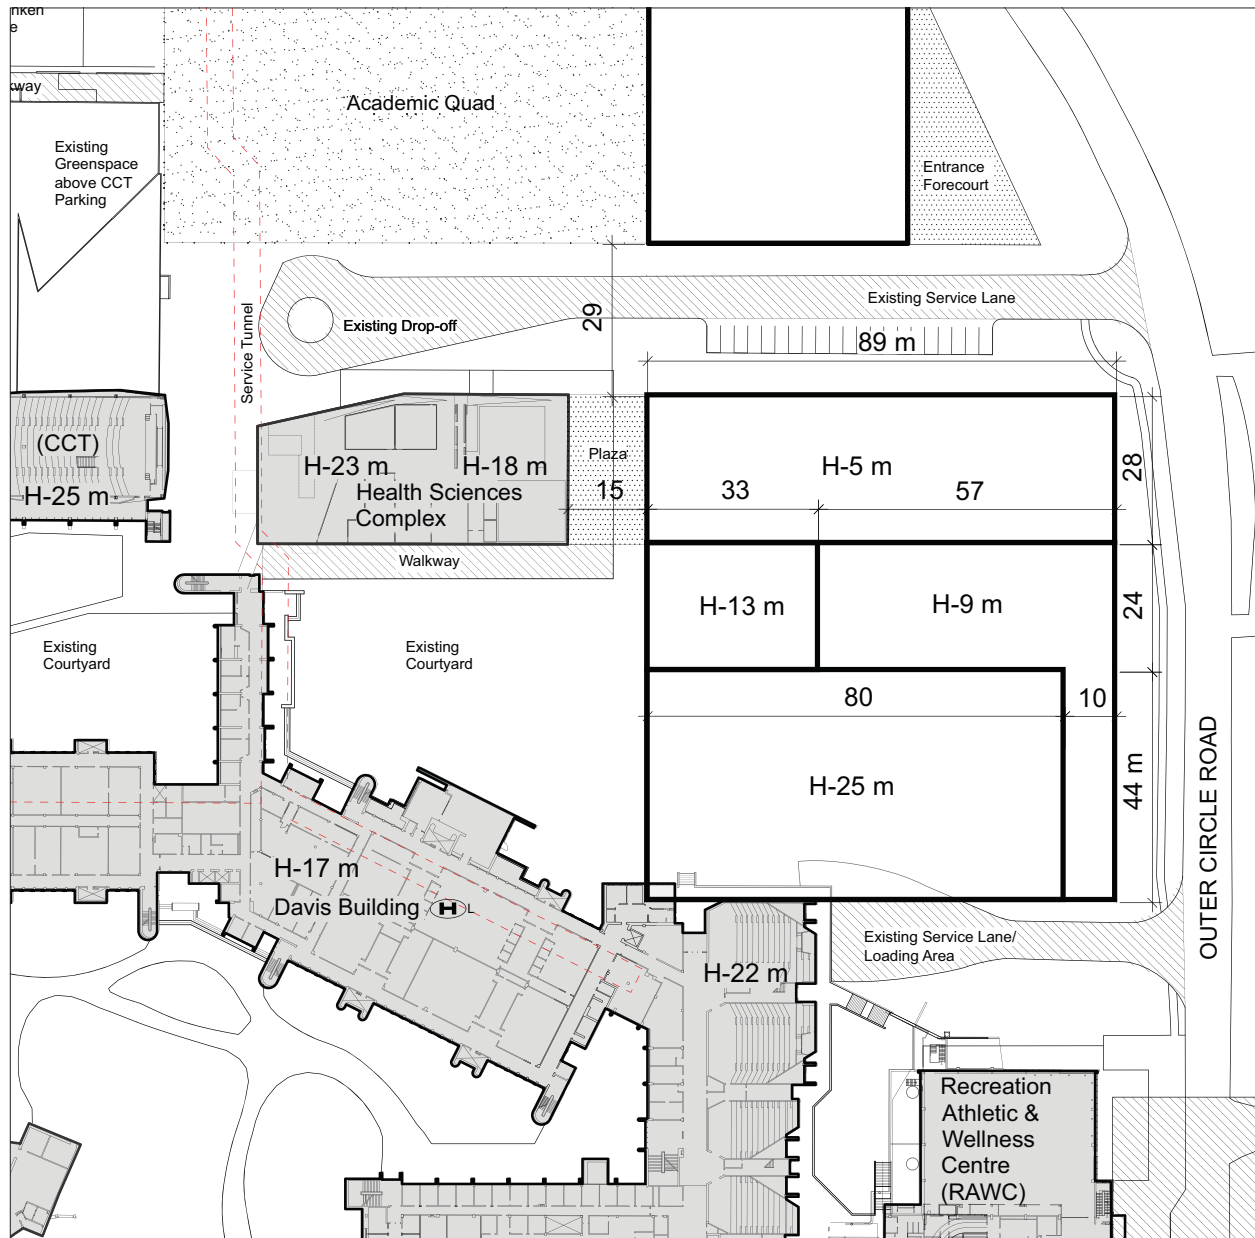 nken
e
kway
Academic Quad
Existing
Greenspace
above CCT
Parking
Entrance
Forecourt
Existing Service Lane
Existing Drop-off
Service Tunnel
29
89 m
(CCT)
H-25 m
H-23 m
H-18 m
Health Sciences
Complex
Plaza
15
H-5 m
33
57
28
Walkway
H-13 m
H-9 m
24
Existing
Courtyard
Existing
Courtyard
80
10
H-25 m
44 m
OUTER CIRCLE ROAD
H-17 m
Davis Building
H
L
Existing Service Lane/
Loading Area
H-22 m
Recreation
Athletic &
Wellness
Centre
(RAWC)